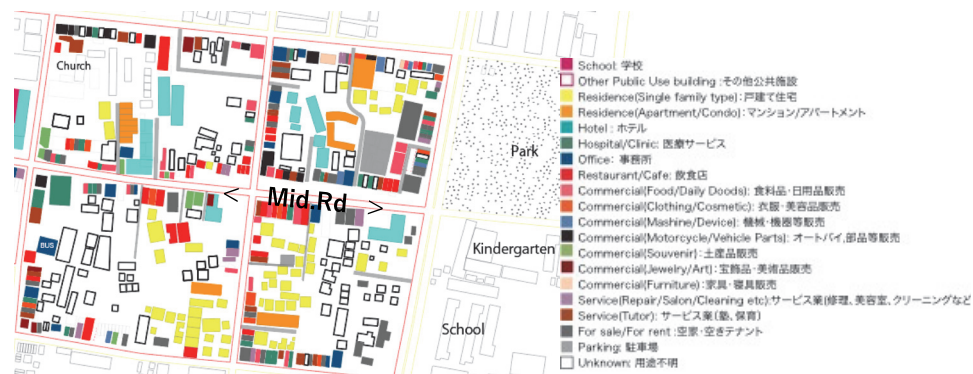 Church
Park
< Mid.Rd >
Kindergarten
BUS
School
School: 学校
Other Public Use building :その他公共施設
Residence(Single family type): 戸建て住宅
Residence(Apartment/Condo): マンション/アパートメント
Hotel : ホテル
Hospital/Clinic: 医療サービス
Office: 事務所
Restaurant/Cafe: 飲食店
Commercial(Food/Daily Doods): 食料品・日用品販売
Commercial(Clothing/Cosmetic): 衣服・美容品販売
Commercial(Mashine/Device): 機械・機器等販売
Commercial(Motorcycle/Vehicle Parts): オートバイ,部品等販売
Commercial(Souvenir): 土産品販売
Commercial(Jewelry/Art): 宝飾品・美術品販売
Commercial(Furniture): 家具・寝具販売
Service(Repair/Salon/Cleaning etc):サービス業(修理、美容室、クリーニングなど
Service(Tutor): サービス業(塾、保育)
For sale/For rent :空家・空きテナント
Parking: 駐車場
Unknown: 用途不明